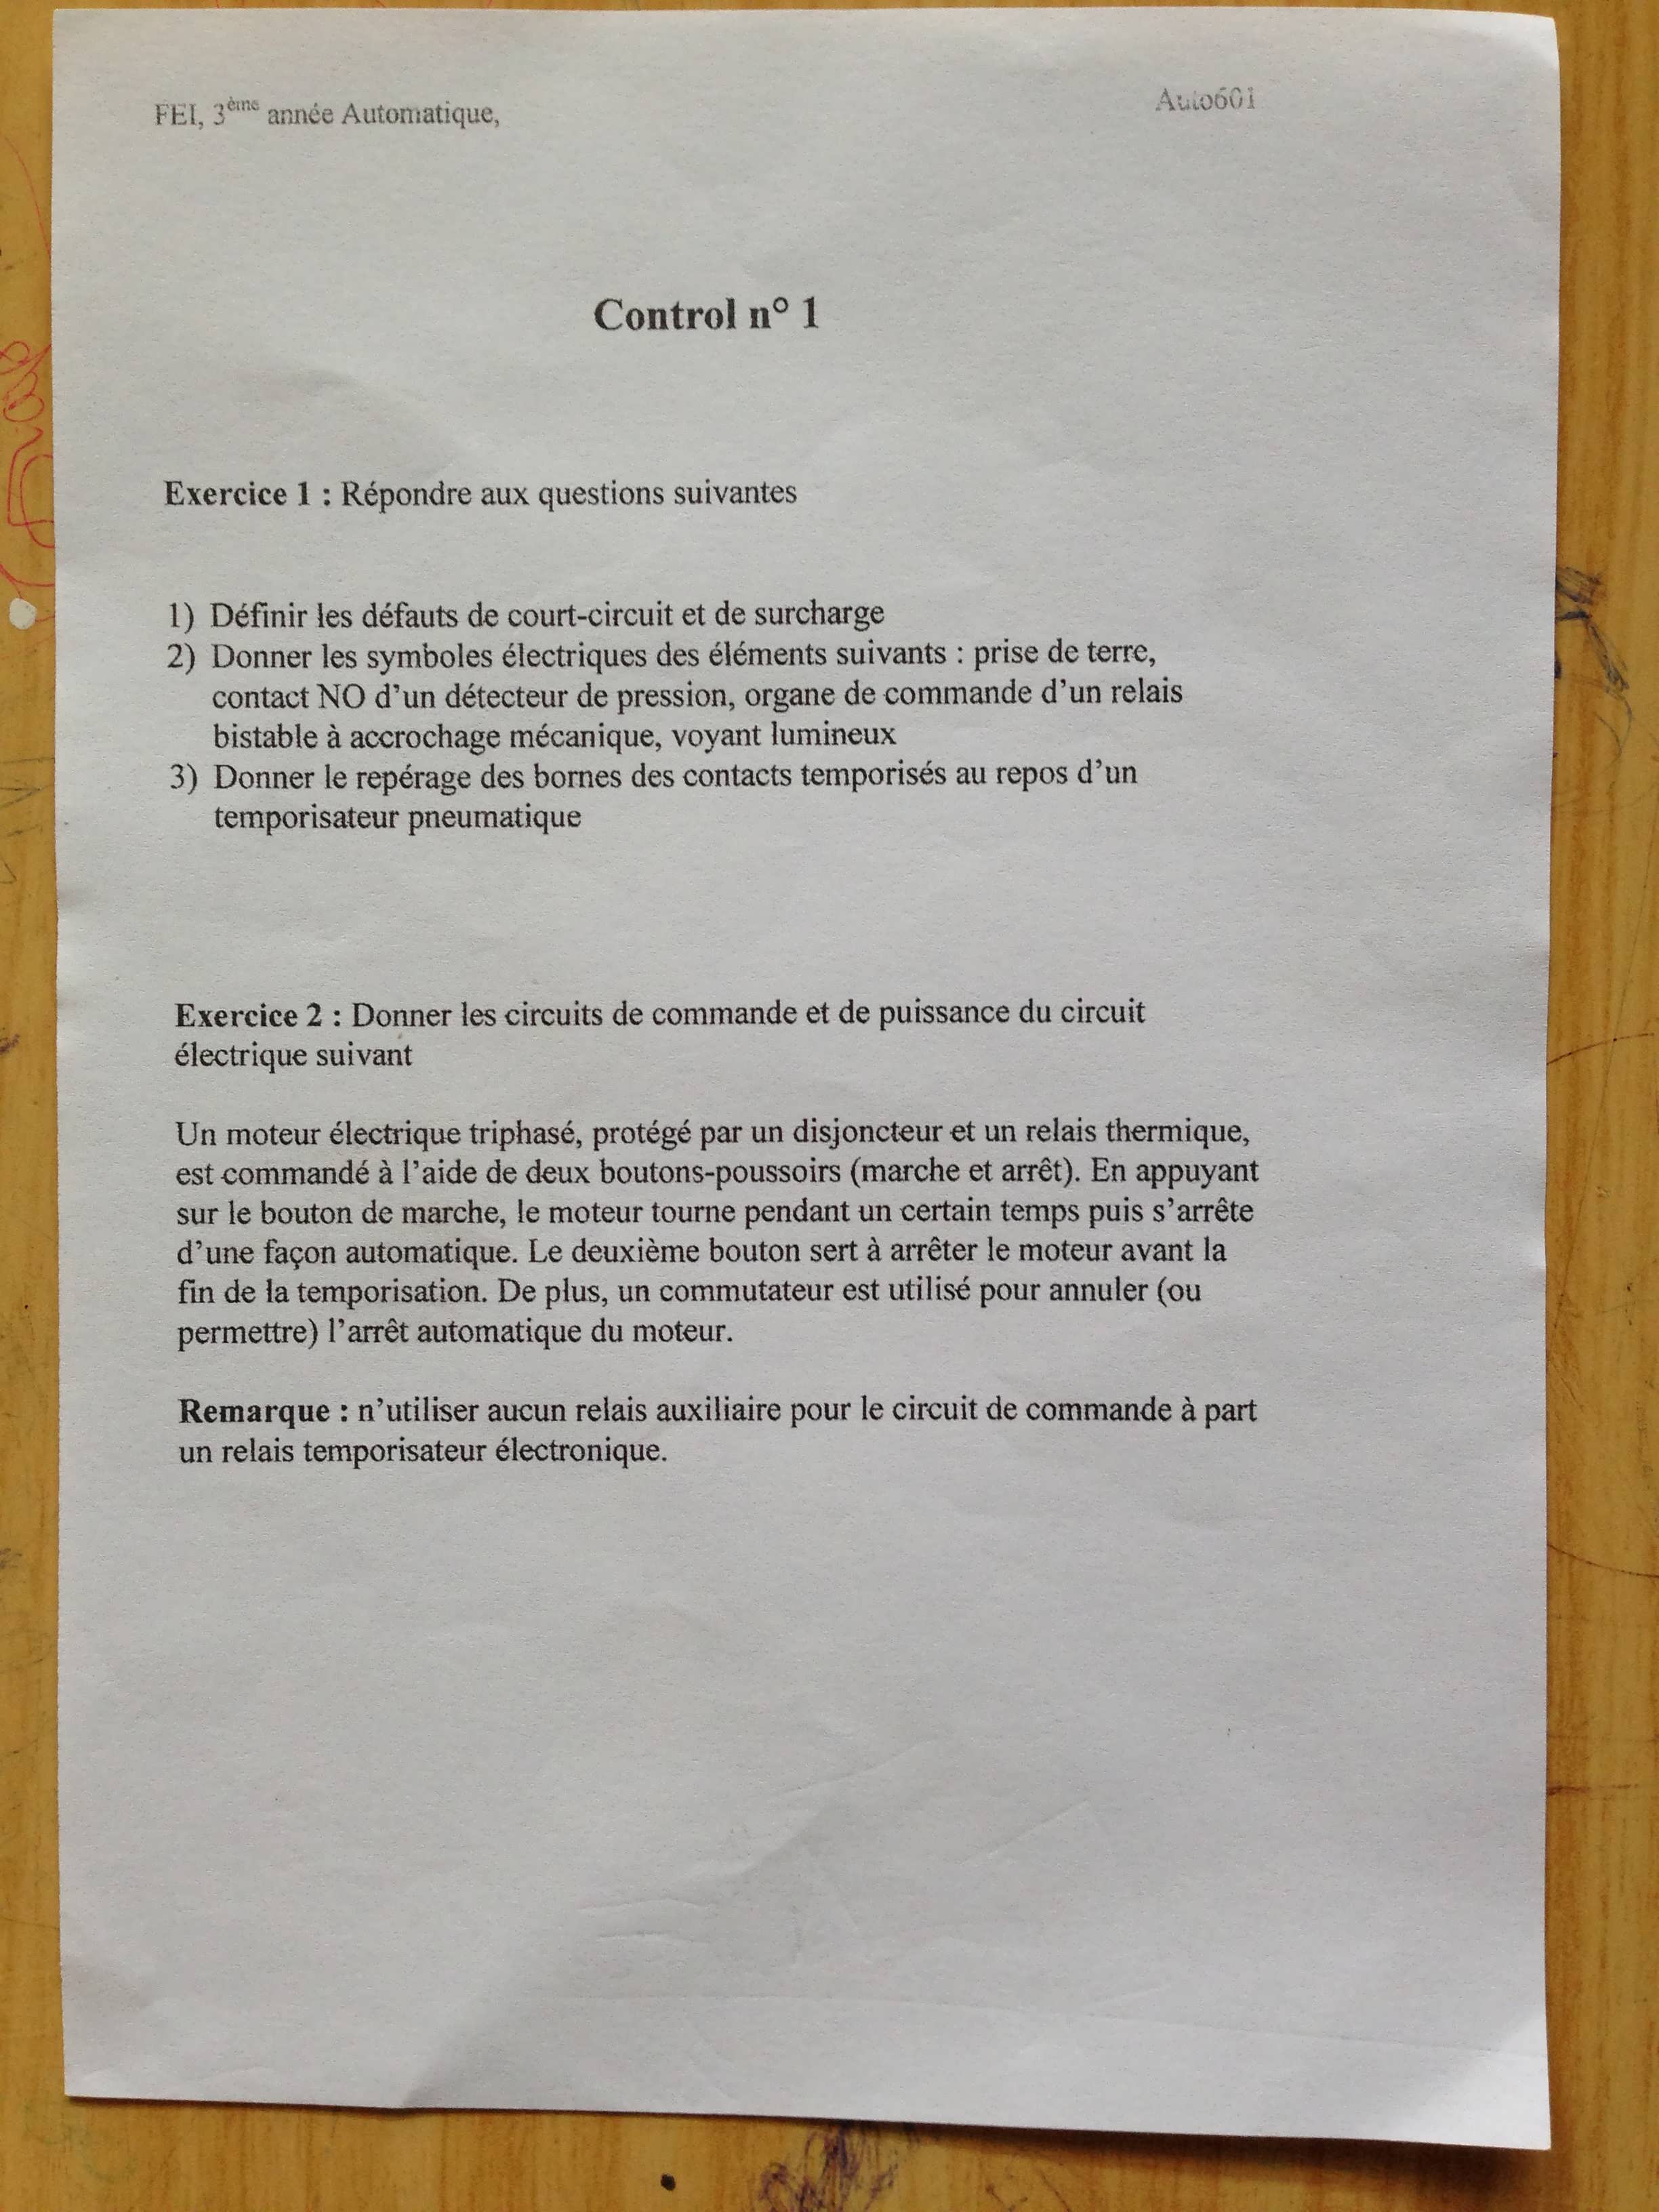 FEI, 3ème année Automatique,
Auto601
Control n° 1
Exercice 1 : Répondre aux questions suivantes
1) Définir les défauts de court-circuit et de surcharge
2) Donner les symboles électriques des éléments suivants : prise de terre,
contact NO d'un détecteur de pression, organe de commande d'un relais
bistable à accrochage mécanique, voyant lumineux
3) Donner le repérage des bornes des contacts temporisés au repos d'un
temporisateur pneumatique
Exercice 2 : Donner les circuits de commande et de puissance du circuit
électrique suivant
Un moteur électrique triphasé, protégé par un disjoncteur et un relais thermique,
est commandé à l'aide de deux boutons-poussoirs (marche et arrêt). En appuyant
sur le bouton de marche, le moteur tourne pendant un certain temps puis s'arrête
d'une façon automatique. Le deuxième bouton sert à arrêter le moteur avant la
fin de la temporisation. De plus, un commutateur est utilisé pour annuler (ou
permettre) l'arrêt automatique du moteur.
Remarque : n'utiliser aucun relais auxiliaire pour le circuit de commande à part
un relais temporisateur électronique.